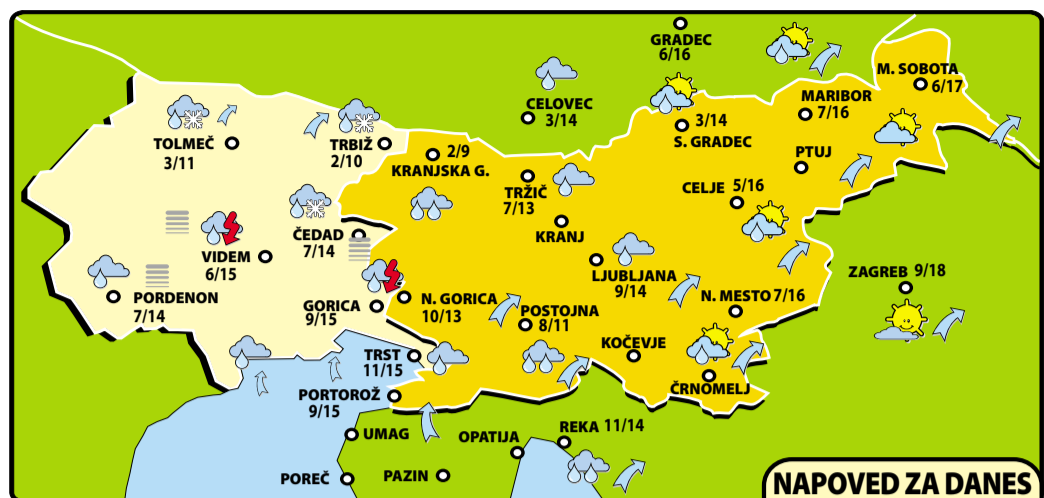 GRADEC
6/16
M. SOBOTA
6/17
CELOVEC
3/14
MARIBOR
7/16
3/14
S. GRADEC
TOLMEČ
3/11
TRBIŽ
2/10
2/9
KRANJSKA G.
PTUJ
TRŽIČ
7/13
CELJE 5/16
KRANJ
ČEDAD
7/14
VIDEM
6/15
LJUBLJANA
9/14
ZAGREB 9/18
PORDENON
7/14
GORICA
9/15
N. GORICA
10/13
N. MESTO 7/16
POSTOJNA
8/11
KOČEVJE
TRST
11/15
ČRNOMELJ
PORTOROŽ
9/15
UMAG
OPATIJA
REKA 11/14
POREČ
PAZIN
NAPOVED ZA DANES